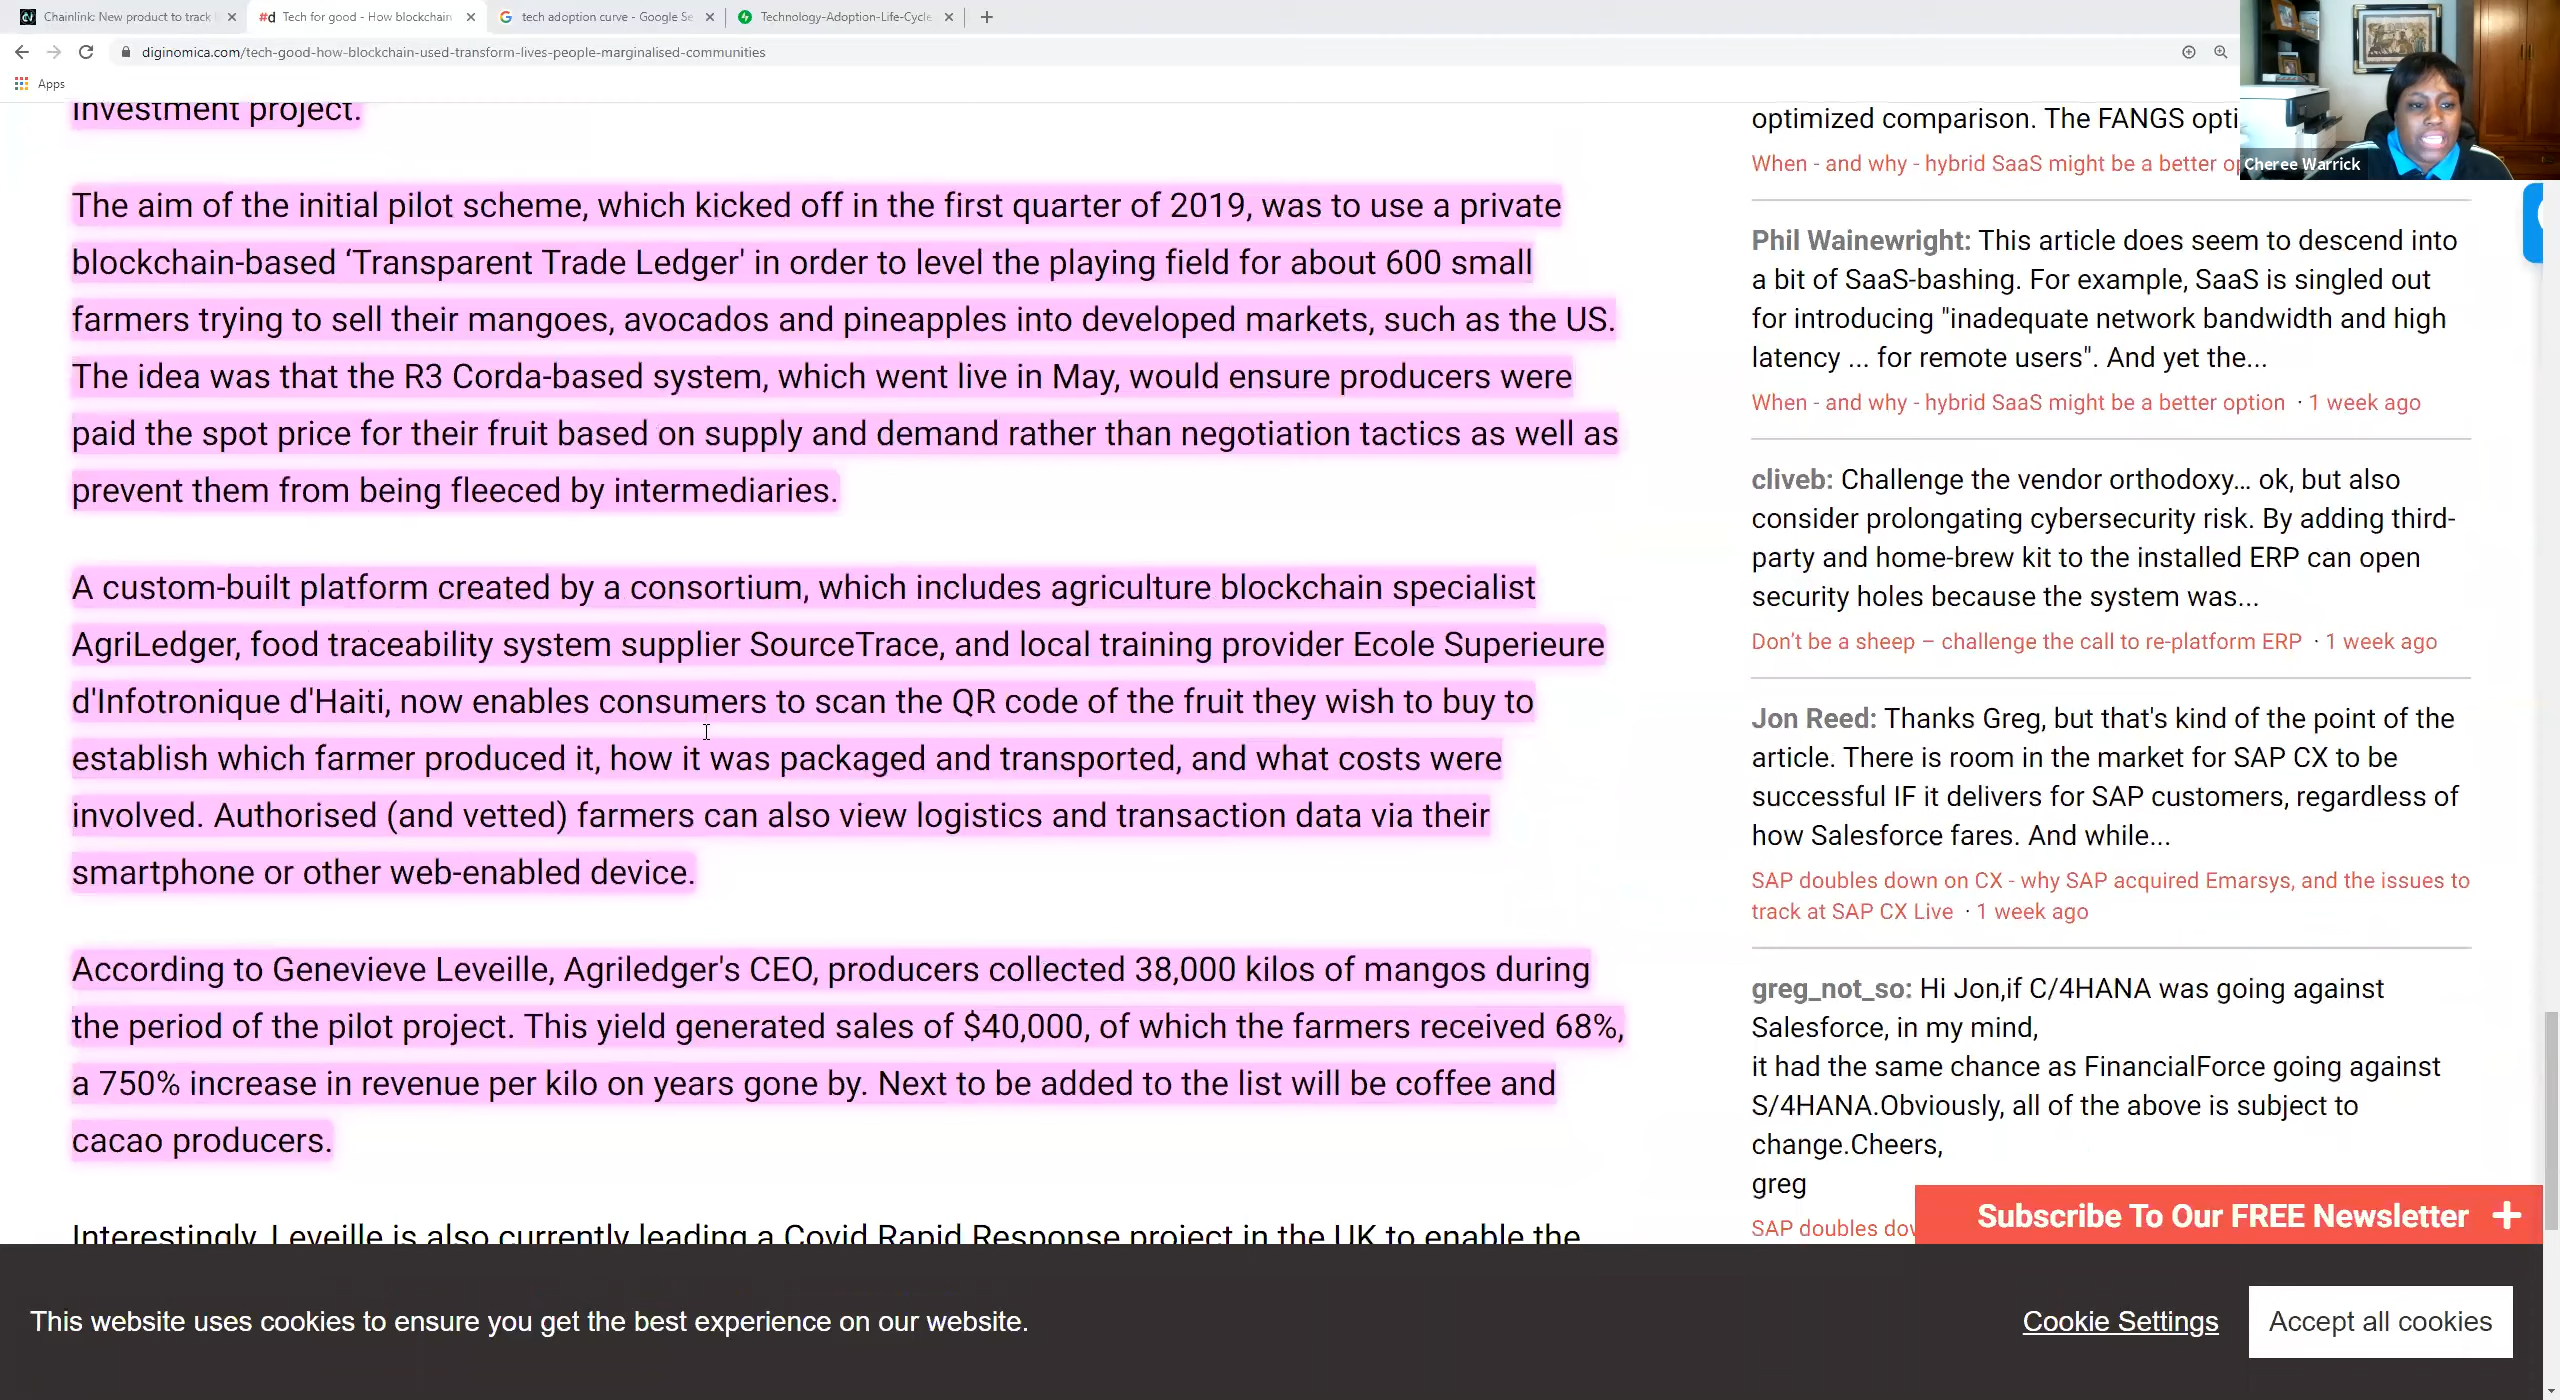 Chainlink: New product to track
#d Tech for good - How blockchain
tech adoption curve - Google Se
Technology-Adoption-Life-Cycle
diginomica.com/tech-good-how-blockchain-used-transform-lives-people-marginalised-communities
Apps
Cheree Warrick
investment project.
The aim of the initial pilot scheme, which kicked off in the first quarter of 2019, was to use a private
blockchain-based ‘Transparent Trade Ledger' in order to level the playing field for about 600 small
farmers trying to sell their mangoes, avocados and pineapples into developed markets, such as the US.
The idea was that the R3 Corda-based system, which went live in May, would ensure producers were
paid the spot price for their fruit based on supply and demand rather than negotiation tactics as well as
prevent them from being fleeced by intermediaries.
A custom-built platform created by a consortium, which includes agriculture blockchain specialist
AgriLedger, food traceability system supplier SourceTrace, and local training provider Ecole Superieure
d'Infotronique d'Haiti, now enables consumers to scan the QR code of the fruit they wish to buy to
establish which farmer produced it, how it was packaged and transported, and what costs were
involved. Authorised (and vetted) farmers can also view logistics and transaction data via their
smartphone or other web-enabled device.
According to Genevieve Leveille, Agriledger's CEO, producers collected 38,000 kilos of mangos during
the period of the pilot project. This yield generated sales of $40,000, of which the farmers received 68%,
a 750% increase in revenue per kilo on years gone by. Next to be added to the list will be coffee and
cacao producers.
Interestingly, Leveille is also currently leading a Covid Rapid Response project in the UK to enable the
optimized comparison. The FANGS opti
When - and why - hybrid SaaS might be a better op
Phil Wainewright: This article does seem to descend into
a bit of SaaS-bashing. For example, SaaS is singled out
for introducing "inadequate network bandwidth and high
latency ... for remote users". And yet the...
When - and why - hybrid SaaS might be a better option · 1 week ago
cliveb: Challenge the vendor orthodoxy... ok, but also
consider prolongating cybersecurity risk. By adding third-
party and home-brew kit to the installed ERP can open
security holes because the system was...
Don't be a sheep – challenge the call to re-platform ERP · 1 week ago
Jon Reed: Thanks Greg, but that's kind of the point of the
article. There is room in the market for SAP CX to be
successful IF it delivers for SAP customers, regardless of
how Salesforce fares. And while...
SAP doubles down on CX - why SAP acquired Emarsys, and the issues to
track at SAP CX Live · 1 week ago
greg_not_so: Hi Jon,if C/4HANA was going against
Salesforce, in my mind,
it had the same chance as FinancialForce going against
S/4HANA.Obviously, all of the above is subject to
change.Cheers,
greg
SAP doubles dov
Subscribe To Our FREE Newsletter +
This website uses cookies to ensure you get the best experience on our website.
Cookie Settings
Accept all cookies